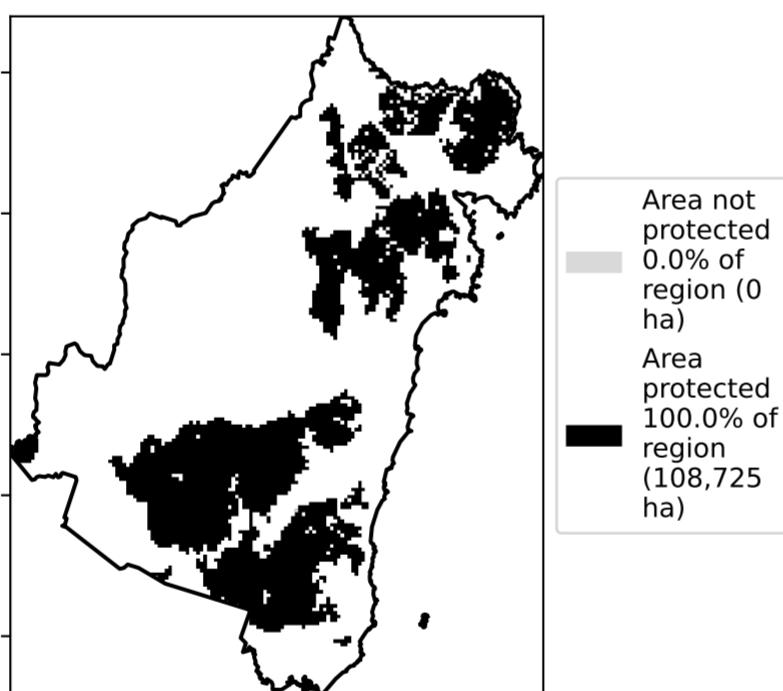 Area not
protected
0.0% of
region (0
ha)
Area
protected
100.0% of
region
(108,725
ha)